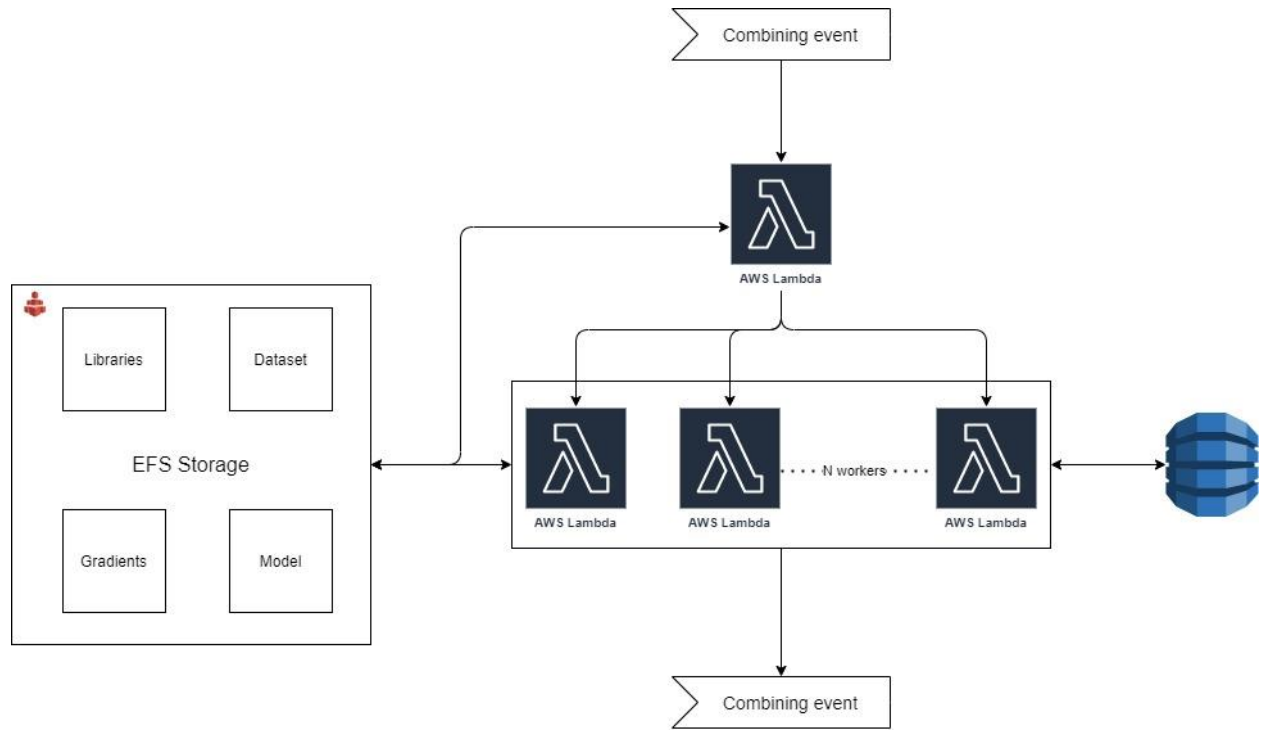 Combining event
AWS Lambda
Libraries
Dataset
EFS Storage
Gradients
Model
N workers
AWS Lambda
AWS Lambda
AWS Lambda
Combining event